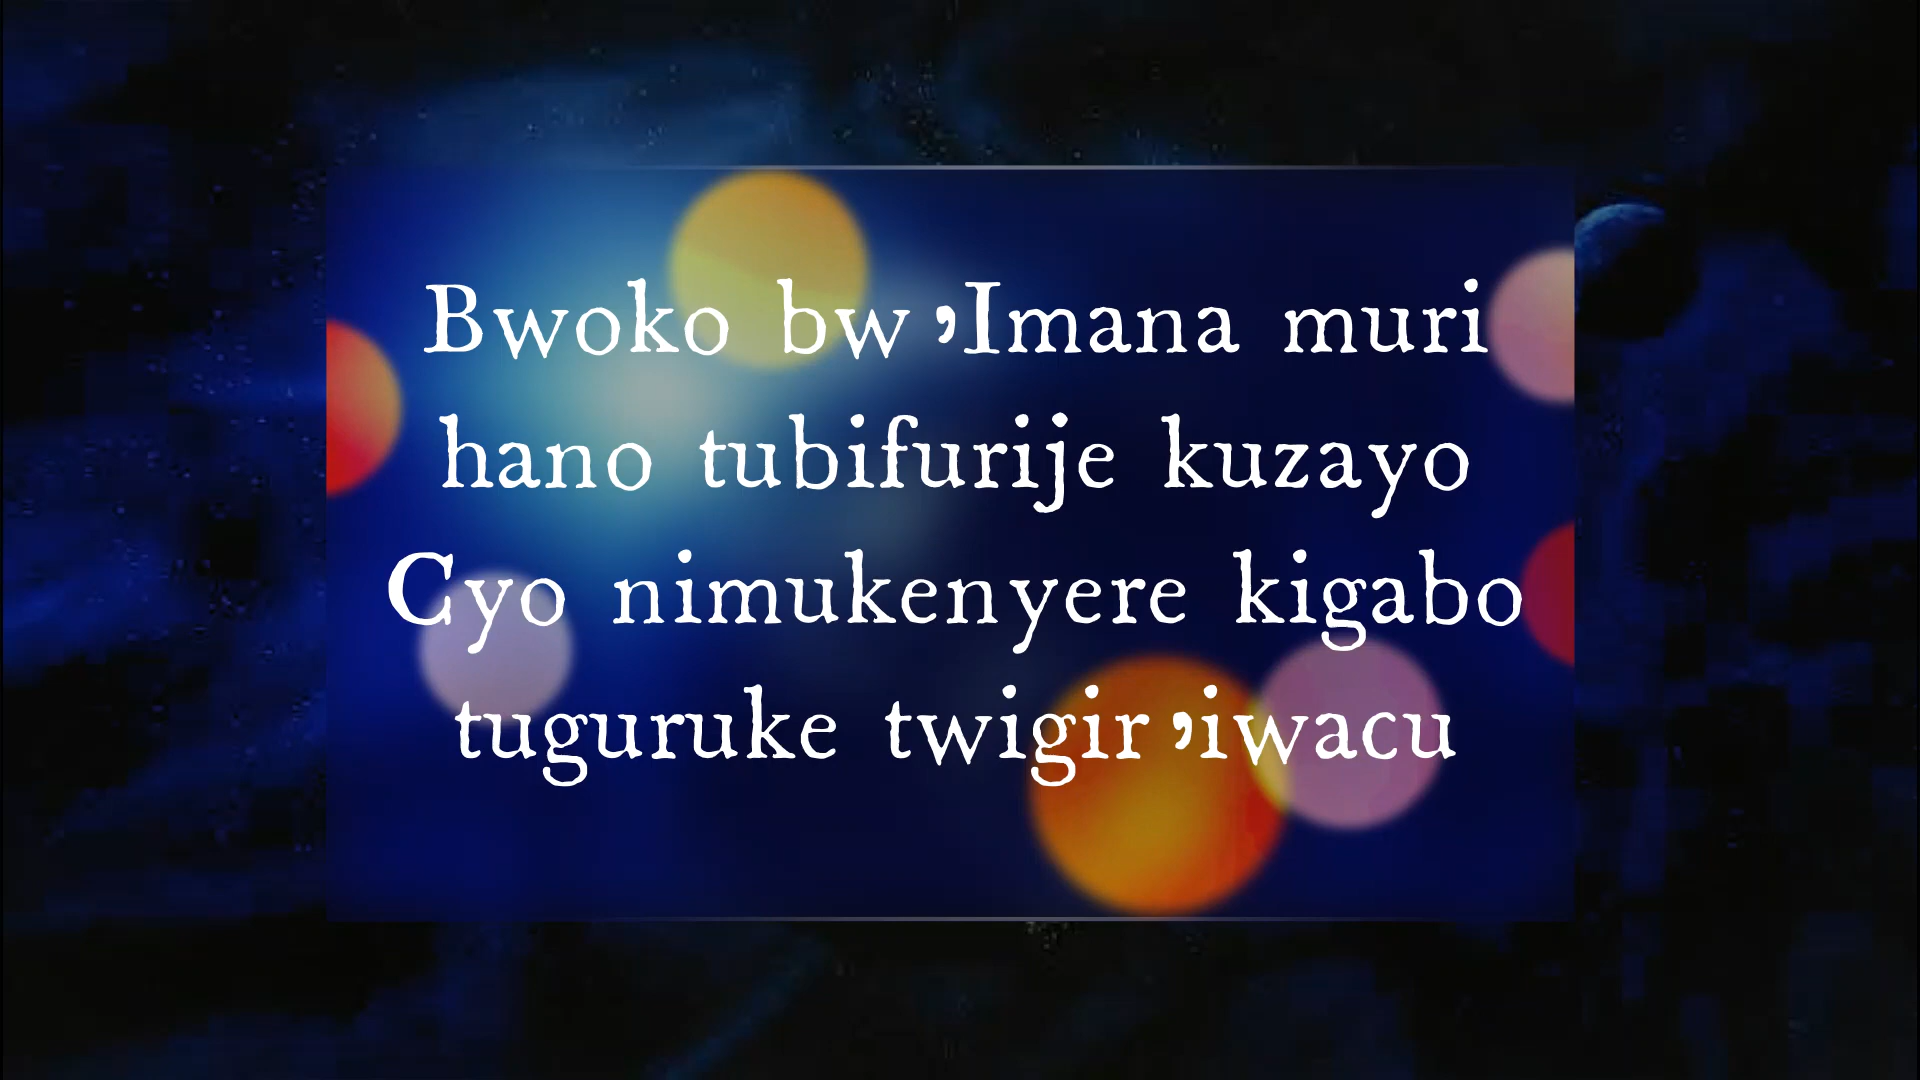 Bwoko bw’Imana muri
hano tubifurije kuzayo
Cyo nimukenyere kigabo
tuguruke twigir’iwacu